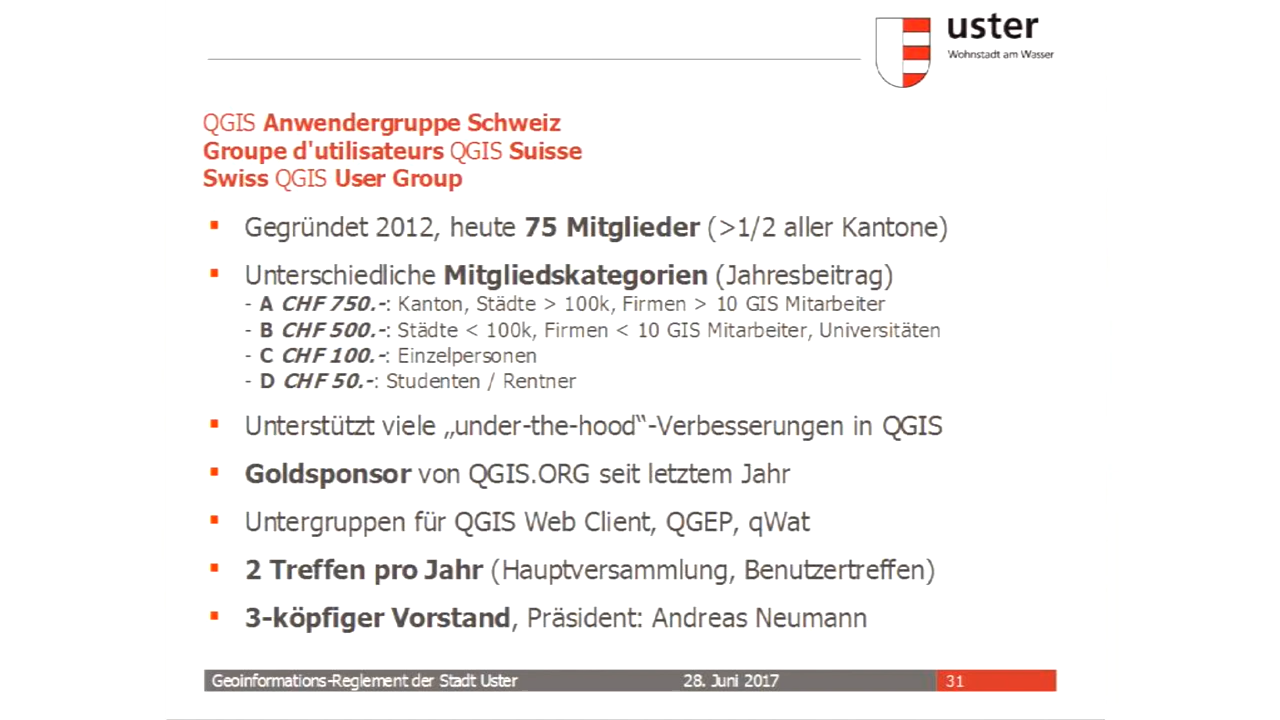 uster
Wohnstadt am Wasser
QGIS Anwendergruppe Schweiz
Groupe d'utilisateurs QGIS Suisse
Swiss QGIS User Group
▪ Gegründet 2012, heute 75 Mitglieder (>1/2 aller Kantone)
▪ Unterschiedliche Mitgliedskategorien (Jahresbeitrag)
- A CHF 750.-: Kanton, Städte > 100k, Firmen > 10 GIS Mitarbeiter
- B CHF 500.-: Städte < 100k, Firmen < 10 GIS Mitarbeiter, Universitäten
- C CHF 100.-: Einzelpersonen
- D CHF 50.-: Studenten / Rentner
▪ Unterstützt viele „under-the-hood“-Verbesserungen in QGIS
▪ Goldsponsor von QGIS.ORG seit letztem Jahr
▪ Untergruppen für QGIS Web Client, QGEP, qWat
▪ 2 Treffen pro Jahr (Hauptversammlung, Benutzertreffen)
▪ 3-köpfiger Vorstand, Präsident: Andreas Neumann
Geoinformations-Reglement der Stadt Uster 28. Juni 2017 31